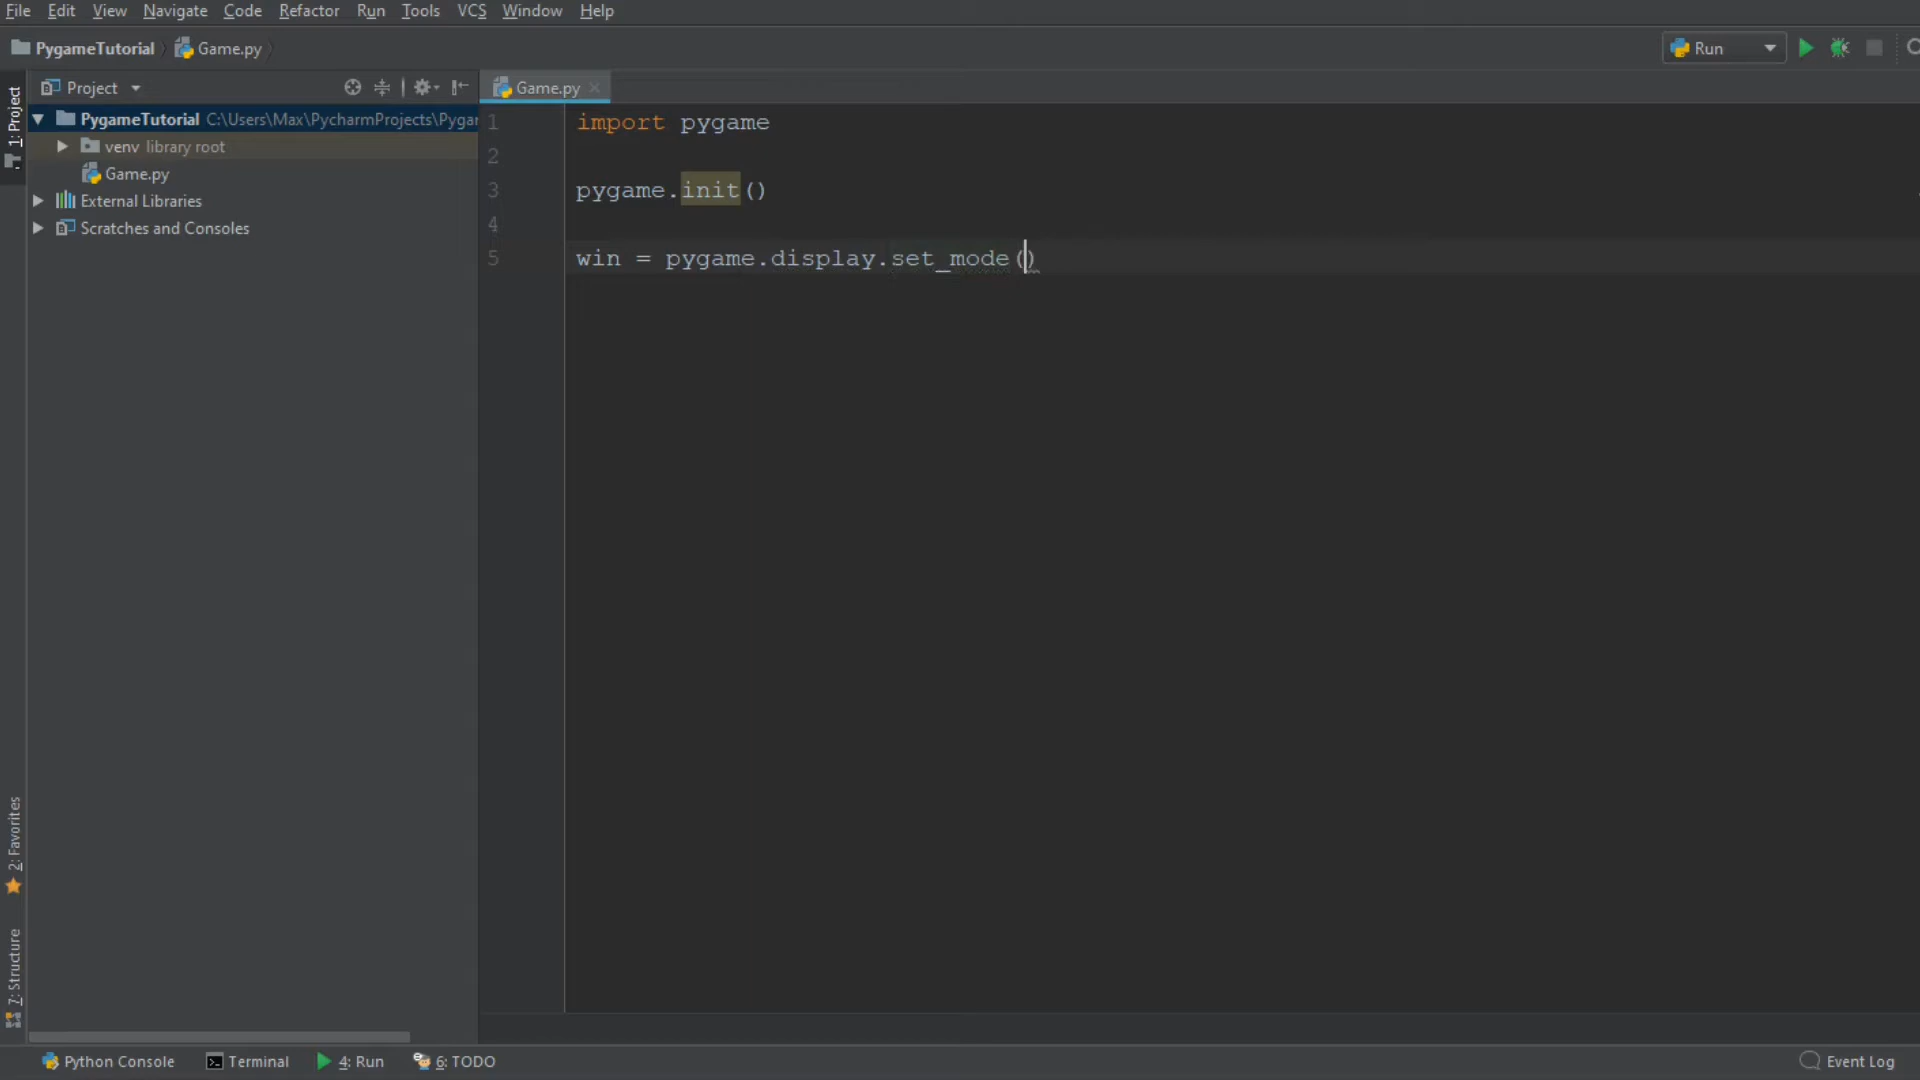 File Edit View Navigate Code Refactor Run Tools VCS Window Help
PygameTutorial Game.py Run
1: Project
Project
Game.py
PygameTutorial C:\Users\Max\PycharmProjects\Pygar
venv library root
Game.py
External Libraries
Scratches and Consoles
1 import pygame
2
3 pygame.init()
4
5 win = pygame.display.set_mode()
2: Favorites
7: Structure
Python Console Terminal 4: Run 6: TODO Event Log